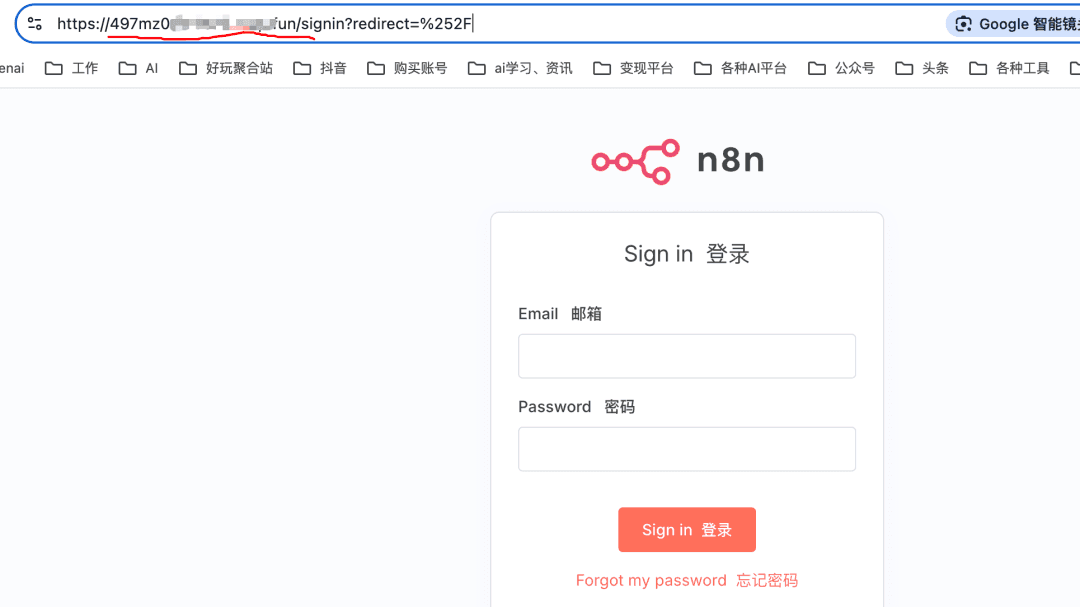 https://497mz0 fun/signin?redirect=%252F
Google 智能镜
enai 工作 AI 好玩聚合站 抖音 购买账号 ai学习、资讯 变现平台 各种AI平台 公众号 头条 各种工具
n8n
Sign in 登录
Email 邮箱
Password 密码
Sign in 登录
Forgot my password 忘记密码